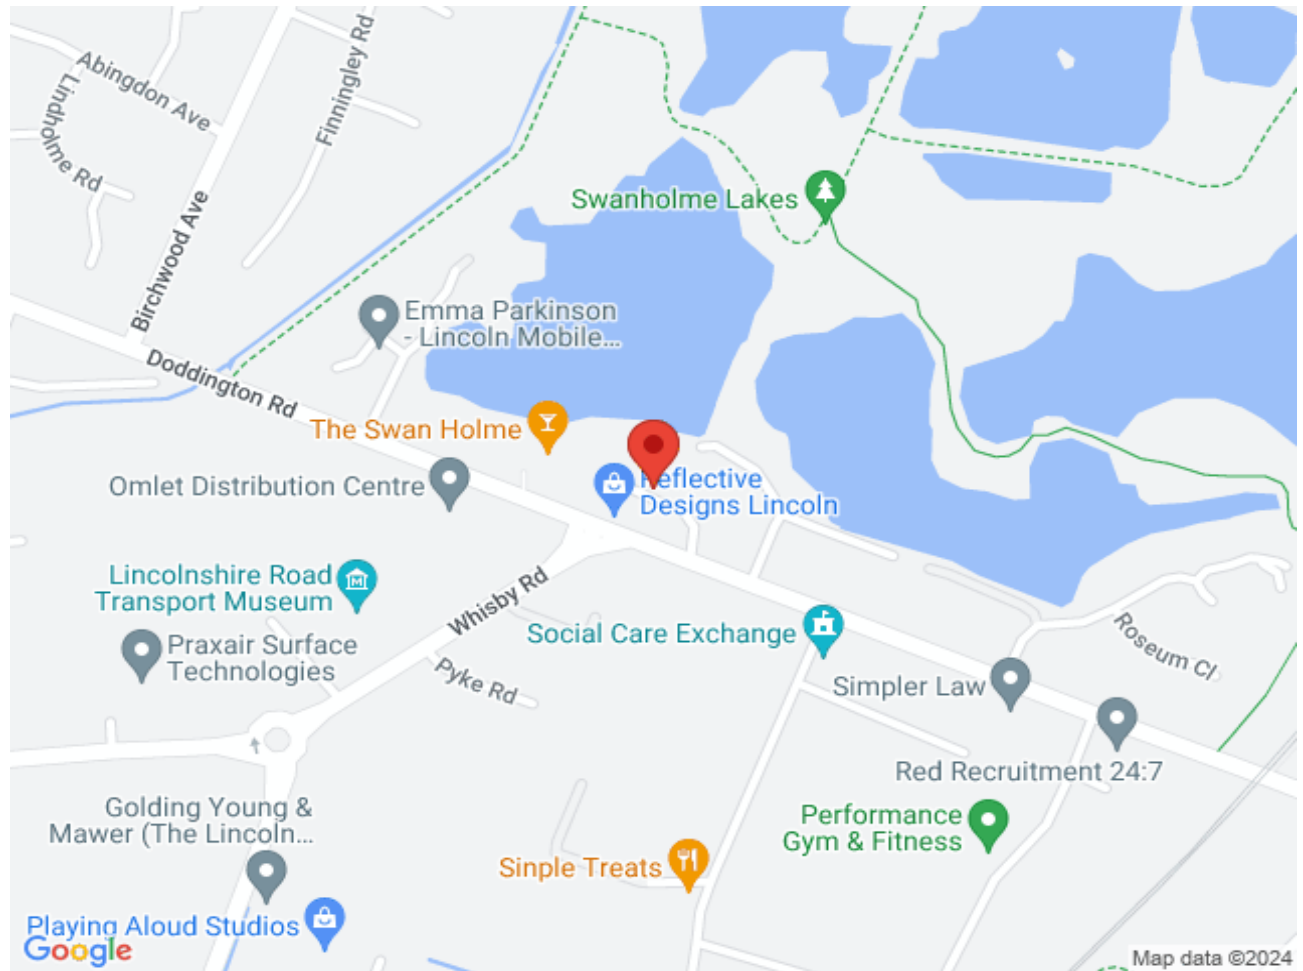 Abingdon Ave
Lindholme Rd
Finningley Rd
Birchwood Ave
Swanholme Lakes
Emma Parkinson
- Lincoln Mobile...
Doddington Rd
The Swan Holme
Omlet Distribution Centre
Reflective
Designs Lincoln
Lincolnshire Road
Transport Museum
Whisby Rd
Social Care Exchange
Praxair Surface
Technologies
Pyke Rd
Roseum Cl
Simpler Law
Red Recruitment 24:7
Golding Young &
Mawer (The Lincoln...
Performance
Gym & Fitness
Sinple Treats
Playing Aloud Studios
Google
Map data ©2024